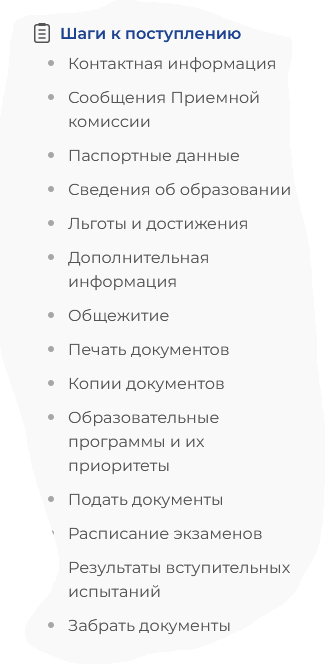 Шаги к поступлению
Контактная информация
Сообщения Приемной
комиссии
Паспортные данные
Сведения об образовании
Льготы и достижения
Дополнительная
информация
Общежитие
Печать документов
Копии документов
Образовательные
программы и их
приоритеты
Подать документы
Расписание экзаменов
Результаты вступительных
испытаний
Забрать документы